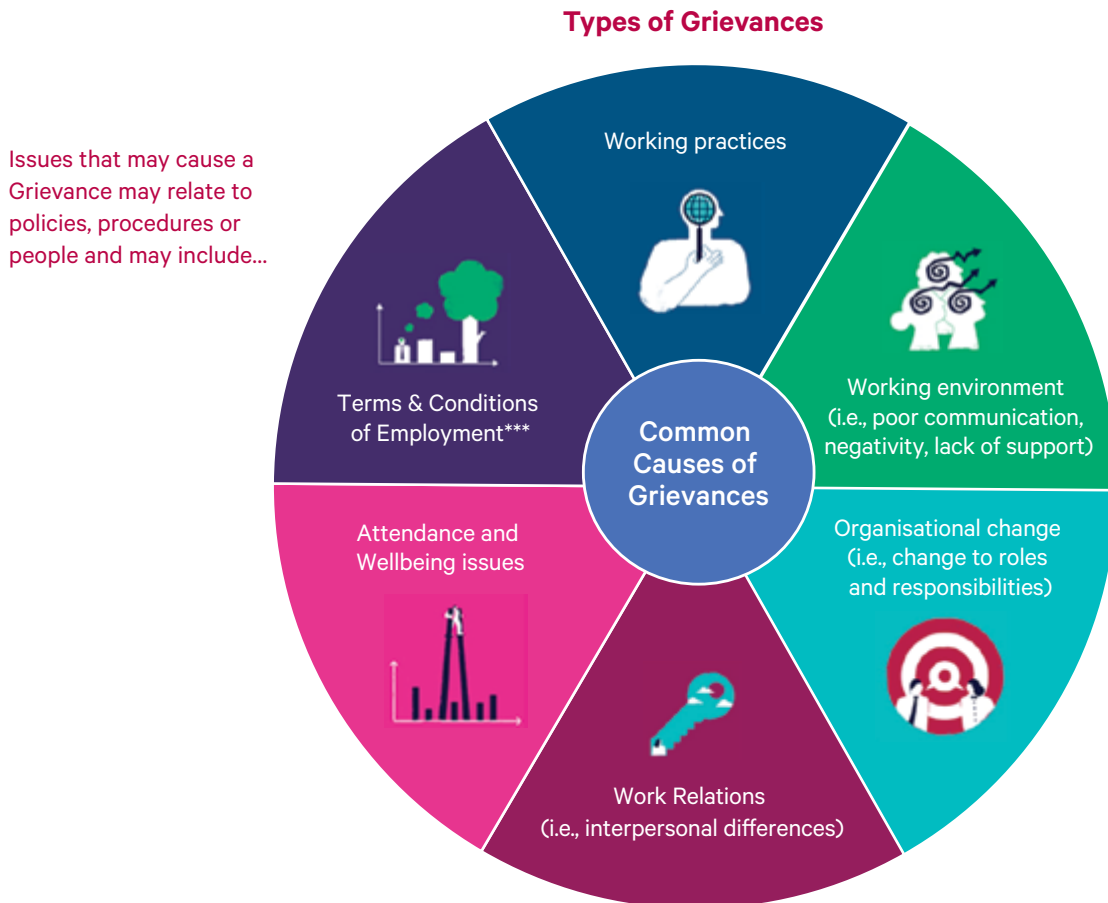 Types of Grievances
Issues that may cause a
Grievance may relate to
policies, procedures or
people and may include...
Working practices
Working environment
(i.e., poor communication,
negativity, lack of support)
Organisational change
(i.e., change to roles
and responsibilities)
Work Relations
(i.e., interpersonal differences)
Attendance and
Wellbeing issues
Terms & Conditions
of Employment***
Common
Causes of
Grievances